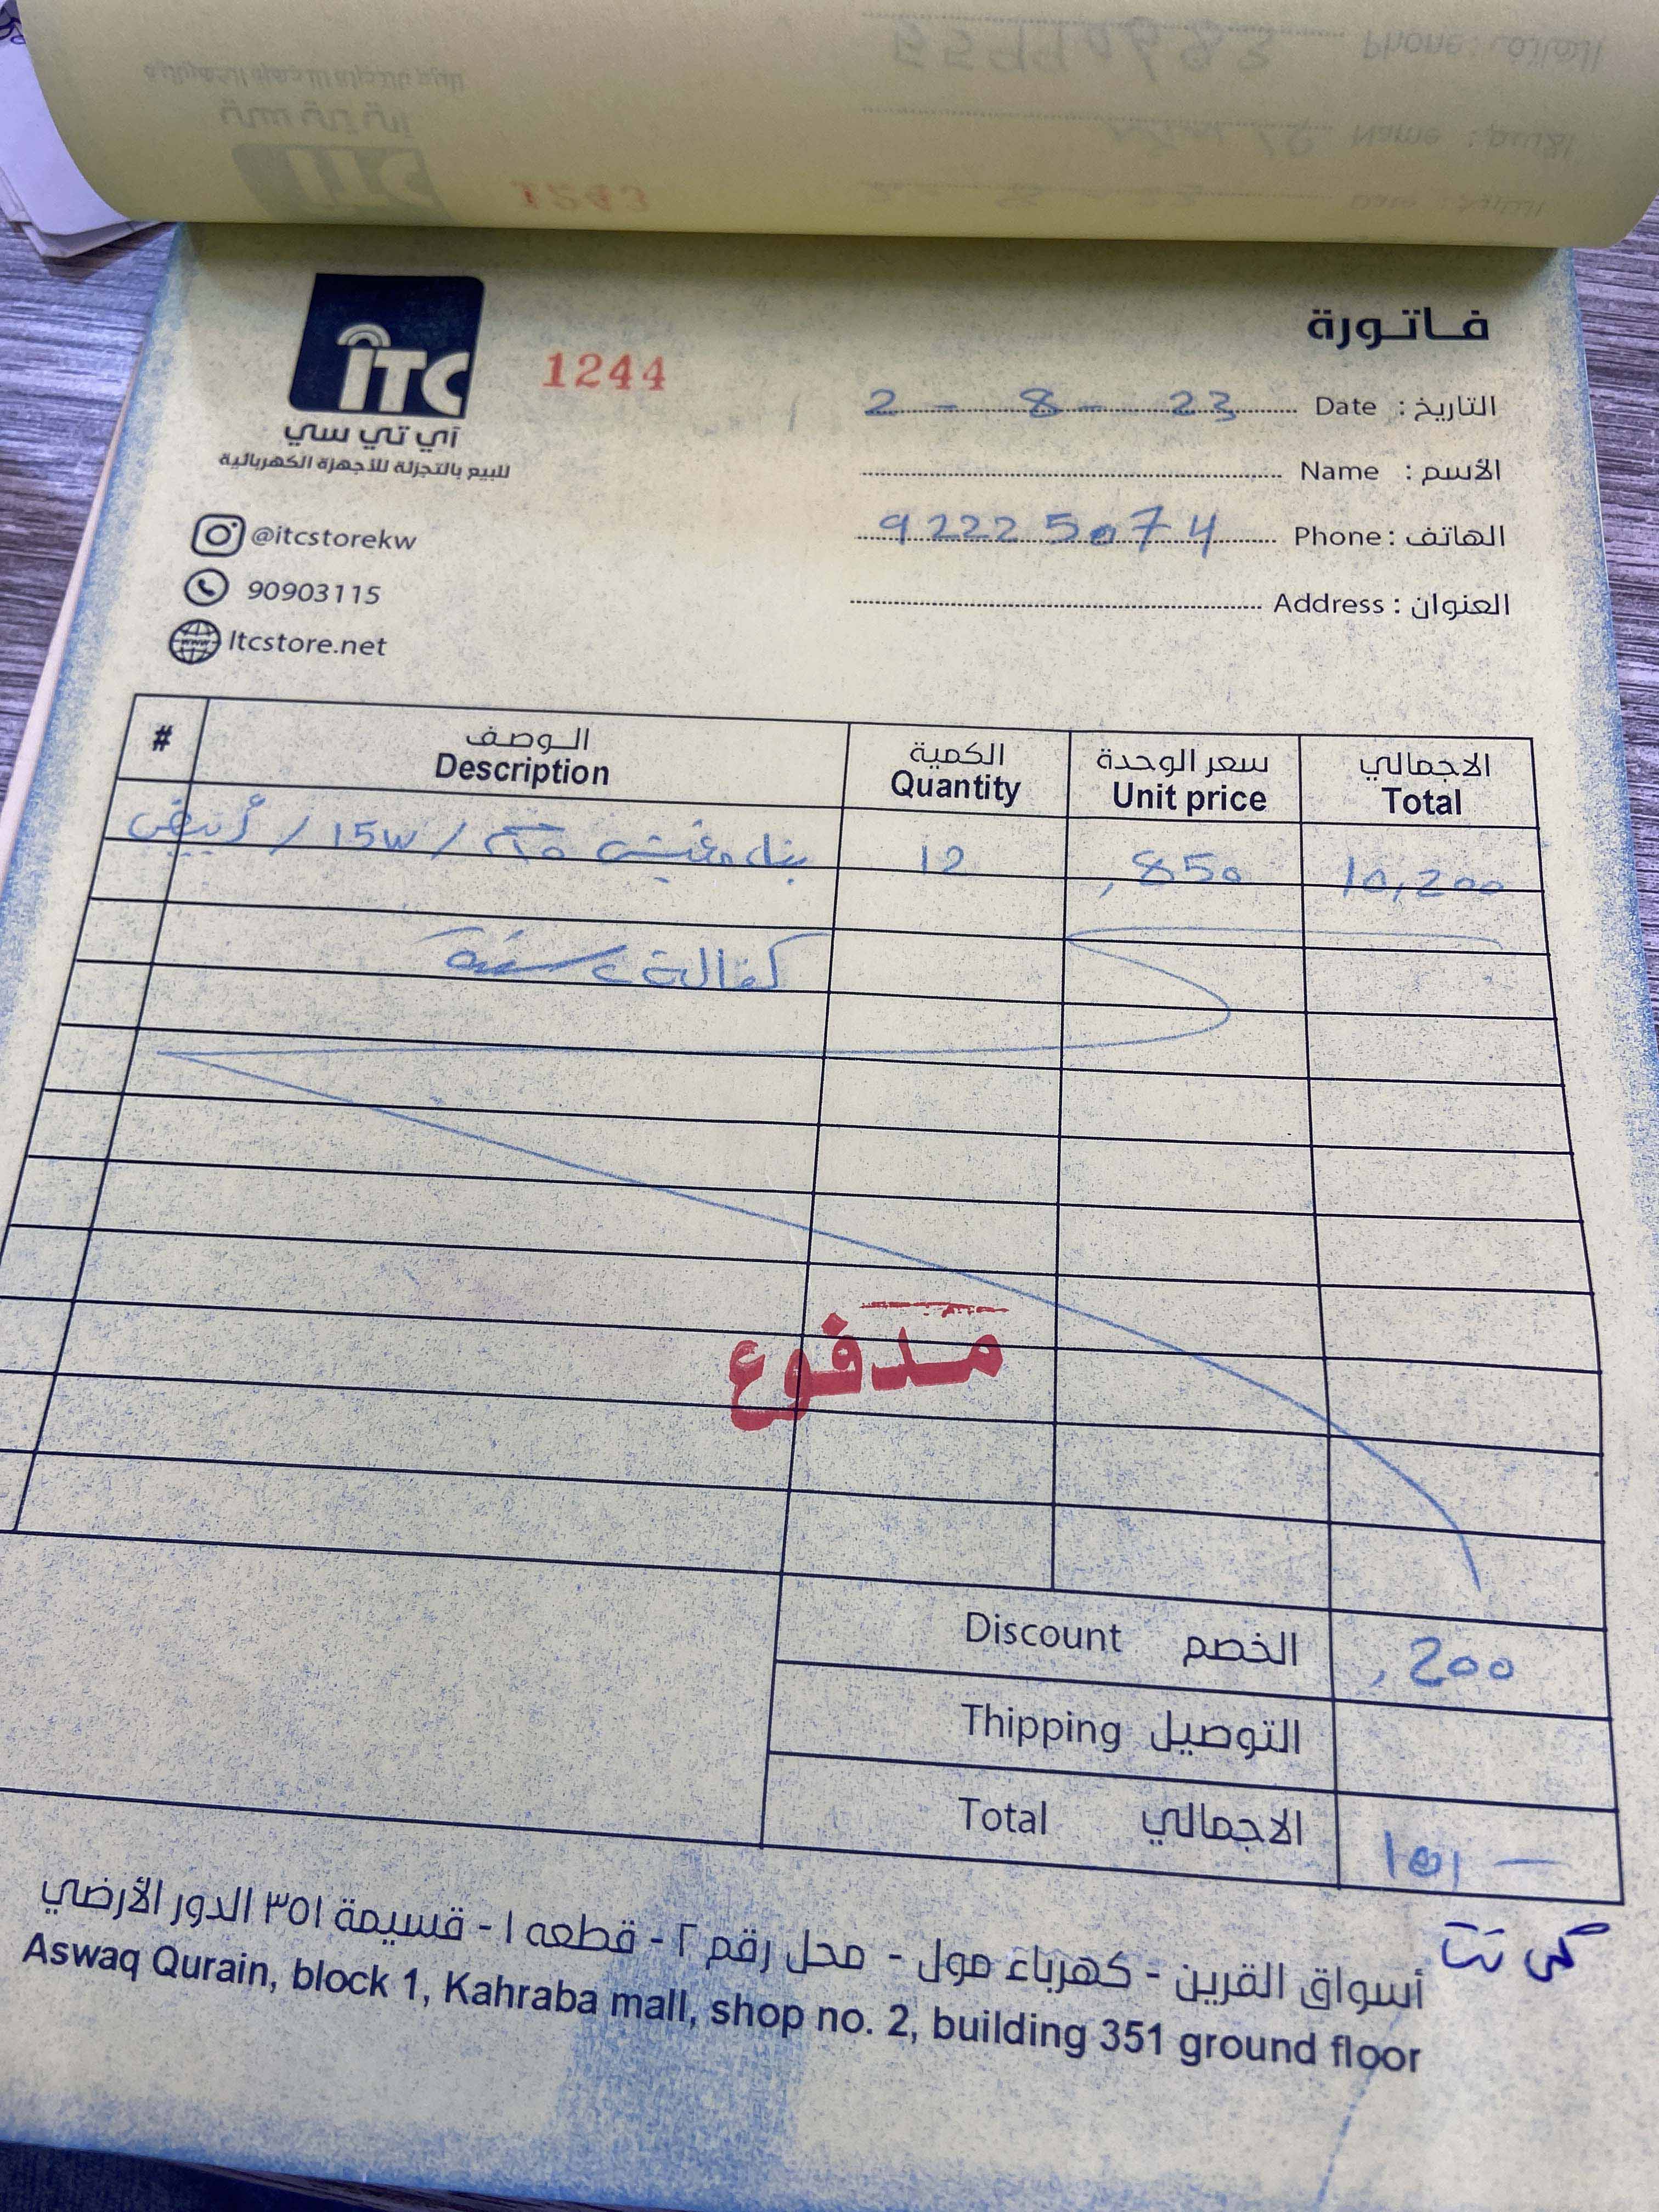 فاتورة
ITC
آي تي سي
للبيع بالتجزئة للأجهزة الكهربائية
1244
التاريخ : Date 2 - 8 - 23
الأسم : Name
الهاتف : Phone 92225074
العنوان : Address
@itcstorekw
90903115
Itcstore.net
# الوصف الكمية سعر الوحدة الاجمالي
Description Quantity Unit price Total
15w / أبيض 12 ,850 10,200
كفالة سنة
مدفوع
Discount الخصم ,200
Thipping التوصيل
Total الاجمالي 10, -
كي نت
أسواق القرين - كهرباء مول - محل رقم ٢ - قطعه ١ - قسيمة ٣٥١ الدور الأرضي
Aswaq Qurain, block 1, Kahraba mall, shop no. 2, building 351 ground floor